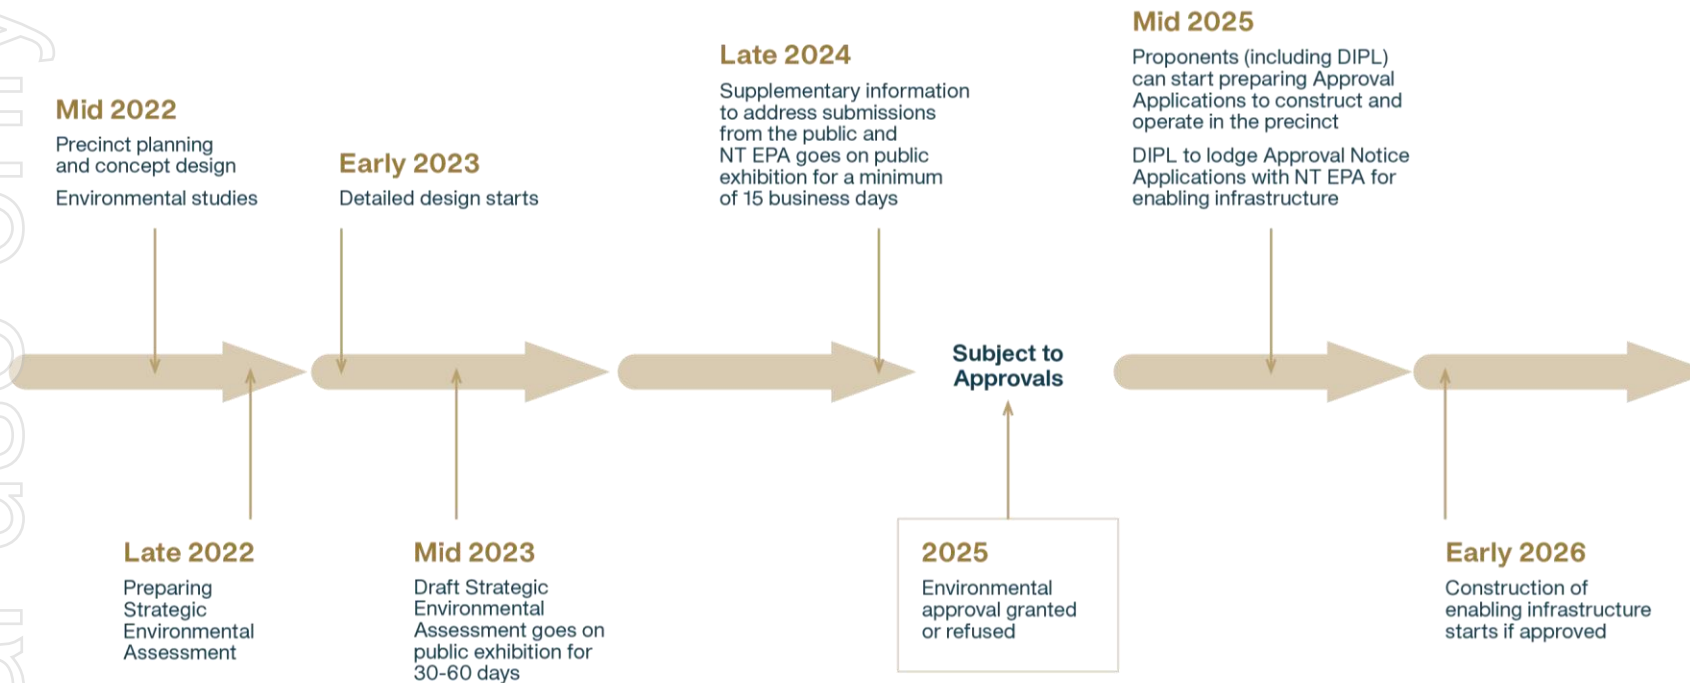 Mid 2022
Precinct planning
and concept design
Environmental studies
Early 2023
Detailed design starts
Late 2024
Supplementary information
to address submissions
from the public and
NT EPA goes on public
exhibition for a minimum
of 15 business days
Mid 2025
Proponents (including DIPL)
can start preparing Approval
Applications to construct and
operate in the precinct
DIPL to lodge Approval Notice
Applications with NT EPA for
enabling infrastructure
Subject to
Approvals
Late 2022
Preparing
Strategic
Environmental
Assessment
Mid 2023
Draft Strategic
Environmental
Assessment goes on
public exhibition for
30-60 days
2025
Environmental
approval granted
or refused
Early 2026
Construction of
enabling infrastructure
starts if approved